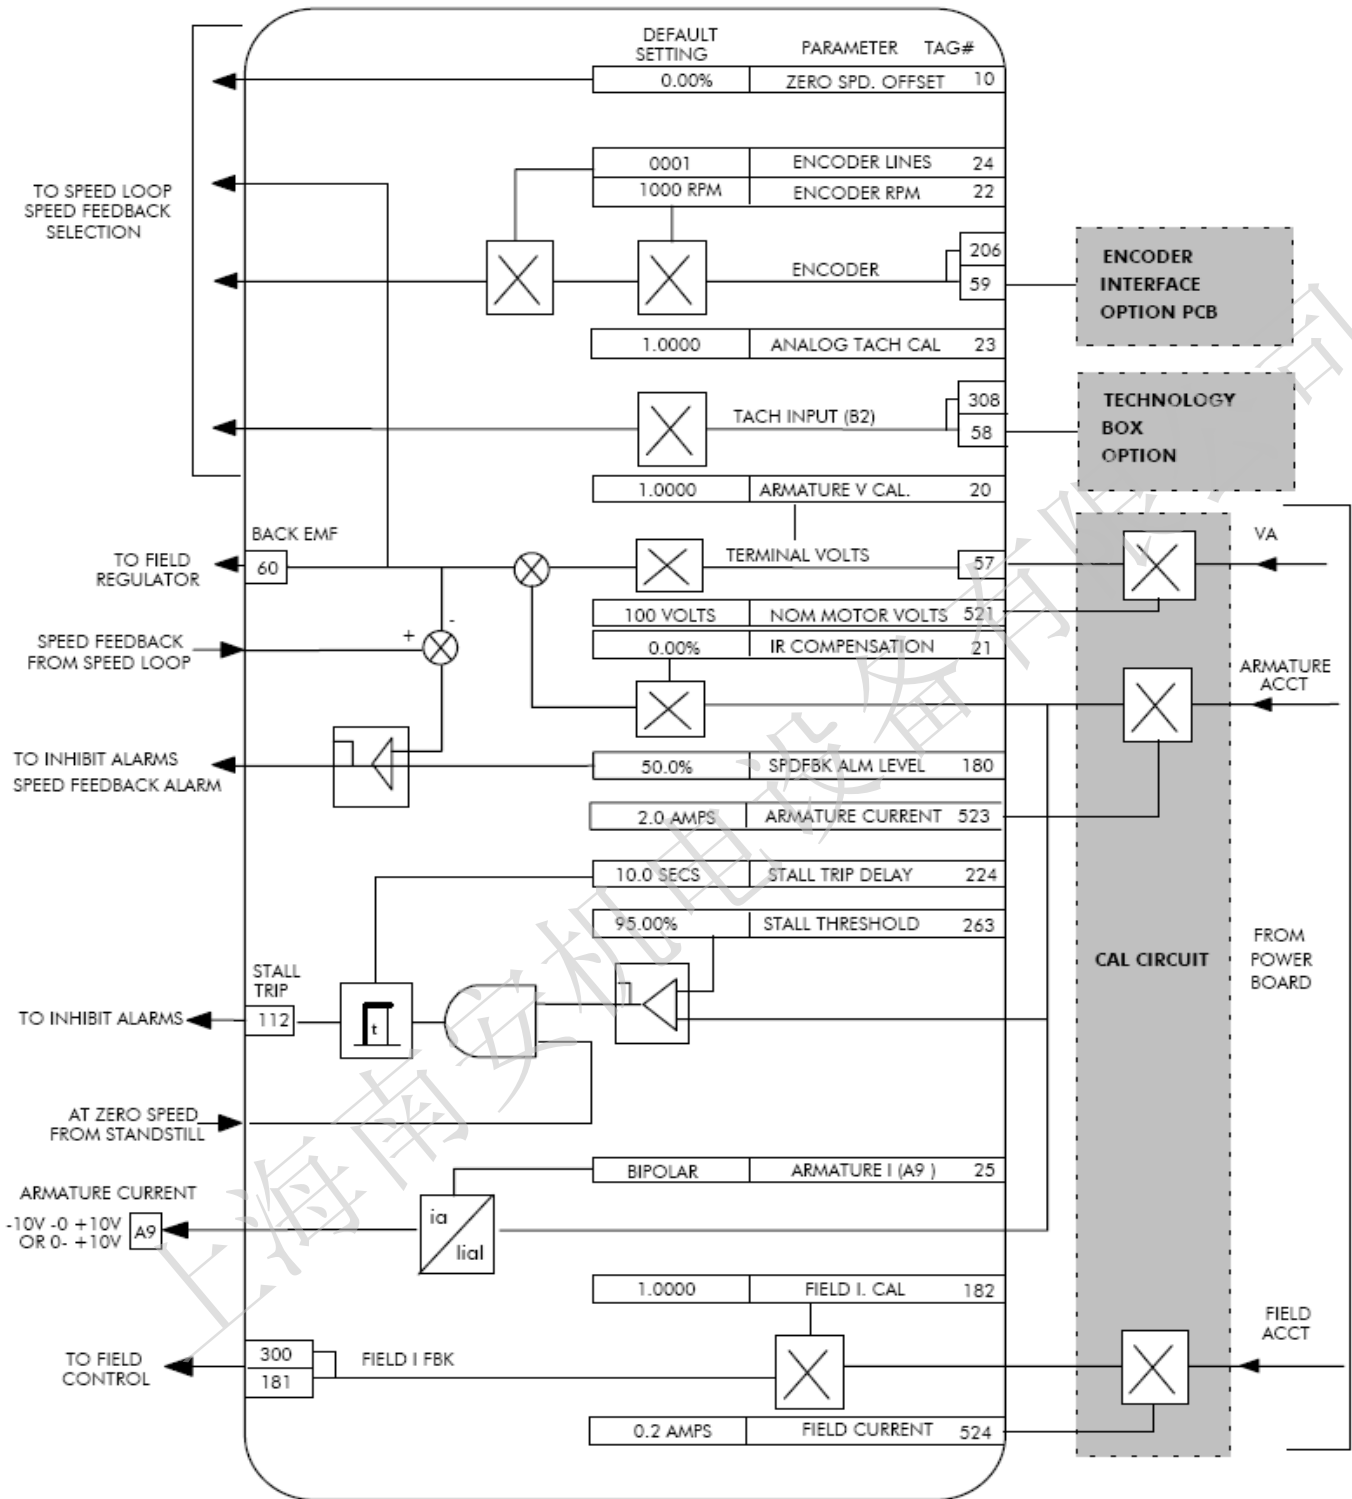 DEFAULT SETTING PARAMETER TAG#
0.00% ZERO SPD. OFFSET 10
0001 ENCODER LINES 24
1000 RPM ENCODER RPM 22
TO SPEED LOOP
SPEED FEEDBACK
SELECTION
206
ENCODER 59
ENCODER
INTERFACE
OPTION PCB
1.0000 ANALOG TACH CAL 23
308
TACH INPUT (B2) 58
TECHNOLOGY
BOX
OPTION
1.0000 ARMATURE V CAL. 20
BACK EMF
TO FIELD
REGULATOR
60
TERMINAL VOLTS 57
VA
100 VOLTS NOM MOTOR VOLTS 521
0.00% IR COMPENSATION 21
SPEED FEEDBACK
FROM SPEED LOOP
+ -
ARMATURE
ACCT
TO INHIBIT ALARMS
SPEED FEEDBACK ALARM
50.0% SPDFBK ALM LEVEL 180
2.0 AMPS ARMATURE CURRENT 523
10.0 SECS STALL TRIP DELAY 224
95.00% STALL THRESHOLD 263
CAL CIRCUIT
FROM
POWER
BOARD
STALL
TRIP
TO INHIBIT ALARMS 112
t
AT ZERO SPEED
FROM STANDSTILL
BIPOLAR ARMATURE I (A9 ) 25
ARMATURE CURRENT
-10V -0 +10V
OR 0- +10V
A9
ia
lial
1.0000 FIELD I. CAL 182
TO FIELD
CONTROL
300
181
FIELD I FBK
FIELD
ACCT
0.2 AMPS FIELD CURRENT 524
上海南安机电设备有限公司